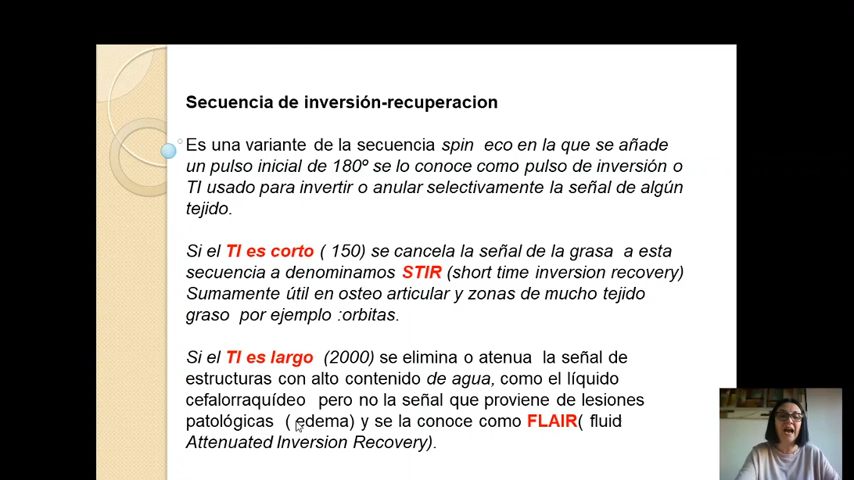 Secuencia de inversión-recuperacion
Es una variante de la secuencia spin eco en la que se añade
un pulso inicial de 180º se lo conoce como pulso de inversión o
TI usado para invertir o anular selectivamente la señal de algún
tejido.
Si el TI es corto ( 150) se cancela la señal de la grasa a esta
secuencia a denominamos STIR (short time inversion recovery)
Sumamente útil en osteo articular y zonas de mucho tejido
graso por ejemplo :orbitas.
Si el TI es largo (2000) se elimina o atenua la señal de
estructuras con alto contenido de agua, como el líquido
cefalorraquídeo pero no la señal que proviene de lesiones
patológicas ( edema) y se la conoce como FLAIR( fluid
Attenuated Inversion Recovery).